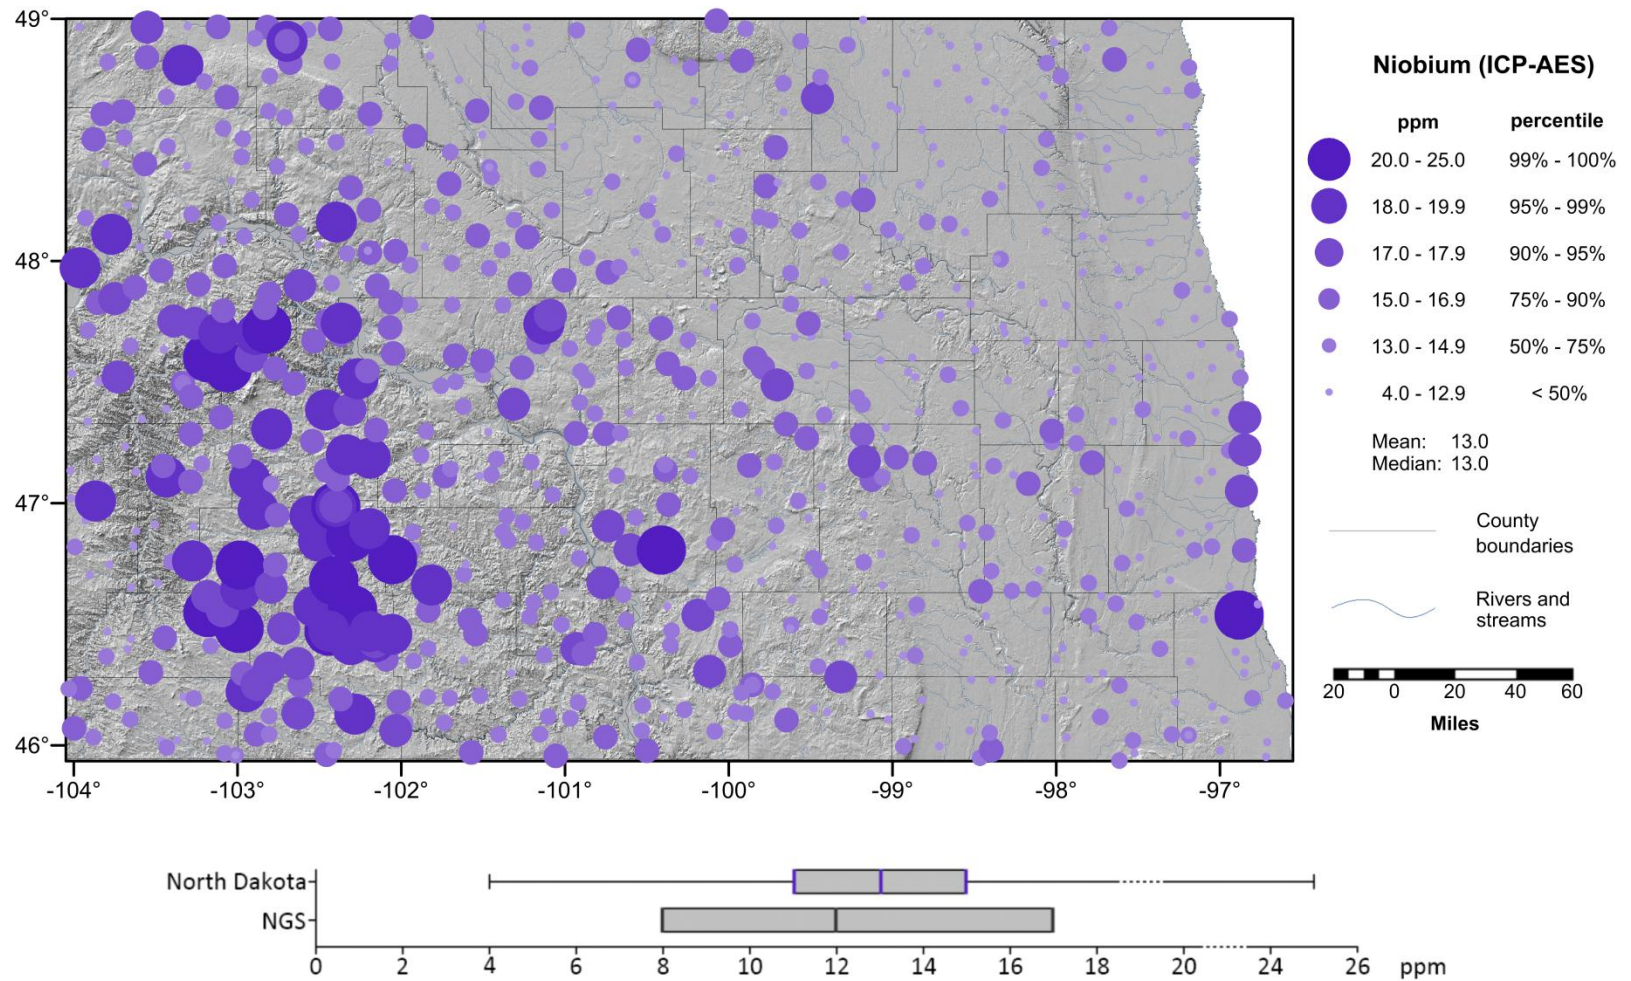 49°
48°
47°
46°
-104°
-103°
-102°
-101°
-100°
-99°
-98°
-97°
Niobium (ICP-AES)
ppm percentile
20.0 - 25.0 99% - 100%
18.0 - 19.9 95% - 99%
17.0 - 17.9 90% - 95%
15.0 - 16.9 75% - 90%
13.0 - 14.9 50% - 75%
4.0 - 12.9 < 50%
Mean: 13.0
Median: 13.0
County
boundaries
Rivers and
streams
20 0 20 40 60
Miles
North Dakota
NGS
0 2 4 6 8 10 12 14 16 18 20 24 26 ppm